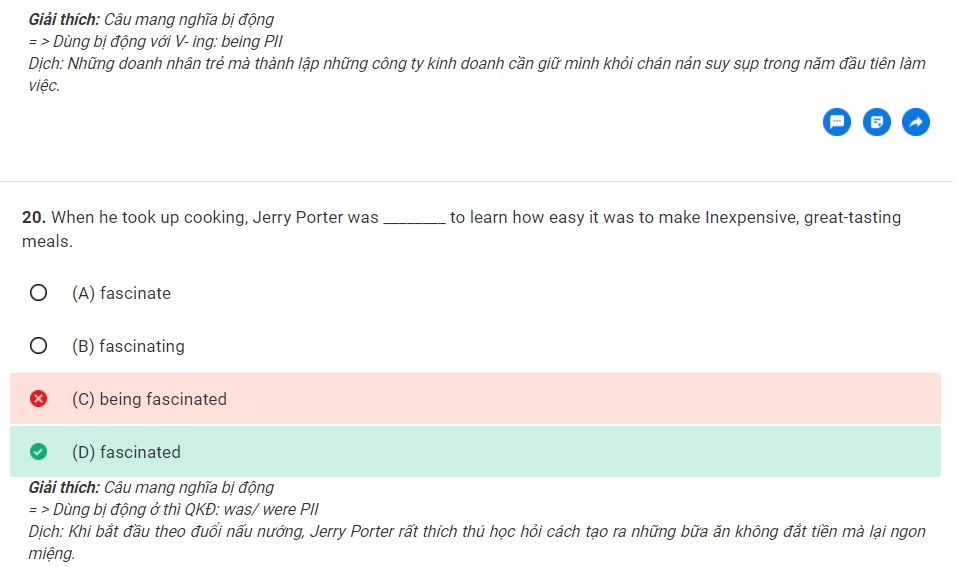 Giải thích: Câu mang nghĩa bị động
= > Dùng bị động với V- ing: being PII
Dịch: Những doanh nhân trẻ mà thành lập những công ty kinh doanh cần giữ mình khỏi chán nản suy sụp trong năm đầu tiên làm
việc.
20. When he took up cooking, Jerry Porter was ________ to learn how easy it was to make Inexpensive, great-tasting
meals.
(A) fascinate
(B) fascinating
(C) being fascinated
(D) fascinated
Giải thích: Câu mang nghĩa bị động
= > Dùng bị động ở thì QKĐ: was/ were PII
Dịch: Khi bắt đầu theo đuổi nấu nướng, Jerry Porter rất thích thú học hỏi cách tạo ra những bữa ăn không đắt tiền mà lại ngon
miệng.